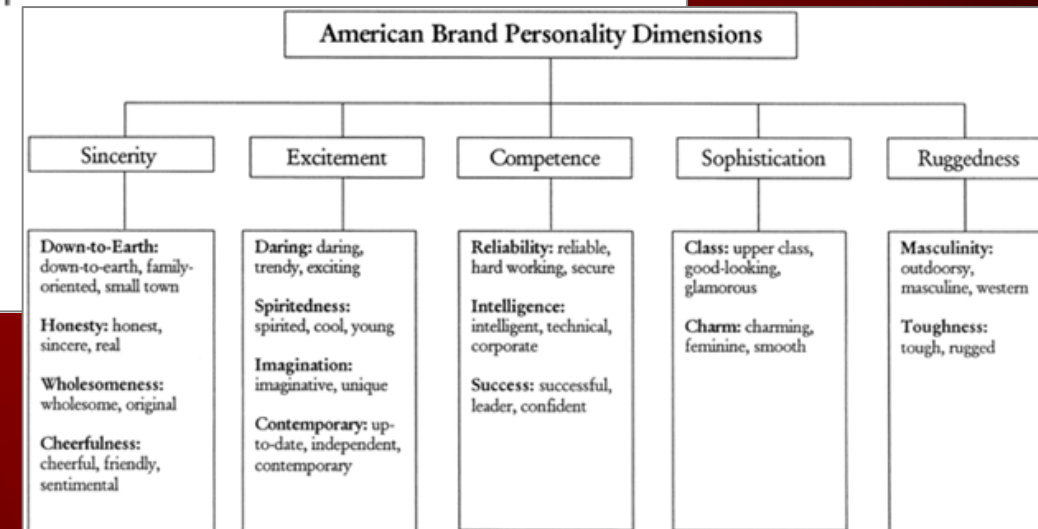 American Brand Personality Dimensions
Sincerity
Excitement
Competence
Sophistication
Ruggedness
Down-to-Earth:
down-to-earth, family-
oriented, small town
Honesty: honest,
sincere, real
Wholesomeness:
wholesome, original
Cheerfulness:
cheerful, friendly,
sentimental
Daring: daring,
trendy, exciting
Spiritedness:
spirited, cool, young
Imagination:
imaginative, unique
Contemporary: up-
to-date, independent,
contemporary
Reliability: reliable,
hard working, secure
Intelligence:
intelligent, technical,
corporate
Success: successful,
leader, confident
Class: upper class,
good-looking,
glamorous
Charm: charming,
feminine, smooth
Masculinity:
outdoorsy,
masculine, western
Toughness:
tough, rugged